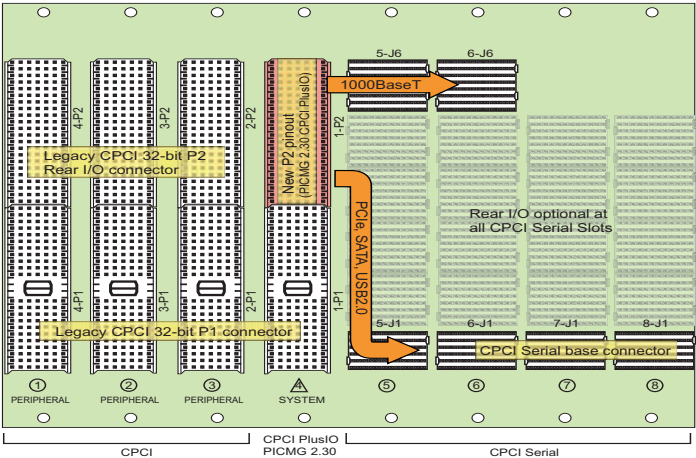 5-J6
6-J6
1000BaseT
4-P2
3-P2
2-P2
1-P2
New P2 pinout
(PICMG 2.30 CPCI PlusIO)
Legacy CPCI 32-bit P2
Rear I/O connector
PCIe, SATA, USB2.0
Rear I/O optional at
all CPCI Serial Slots
4-P1
3-P1
2-P1
1-P1
Legacy CPCI 32-bit P1 connector
5-J1
6-J1
7-J1
8-J1
CPCI Serial base connector
1
2
3
4
5
6
7
8
PERIPHERAL
PERIPHERAL
PERIPHERAL
SYSTEM
CPCI
CPCI PlusIO
PICMG 2.30
CPCI Serial